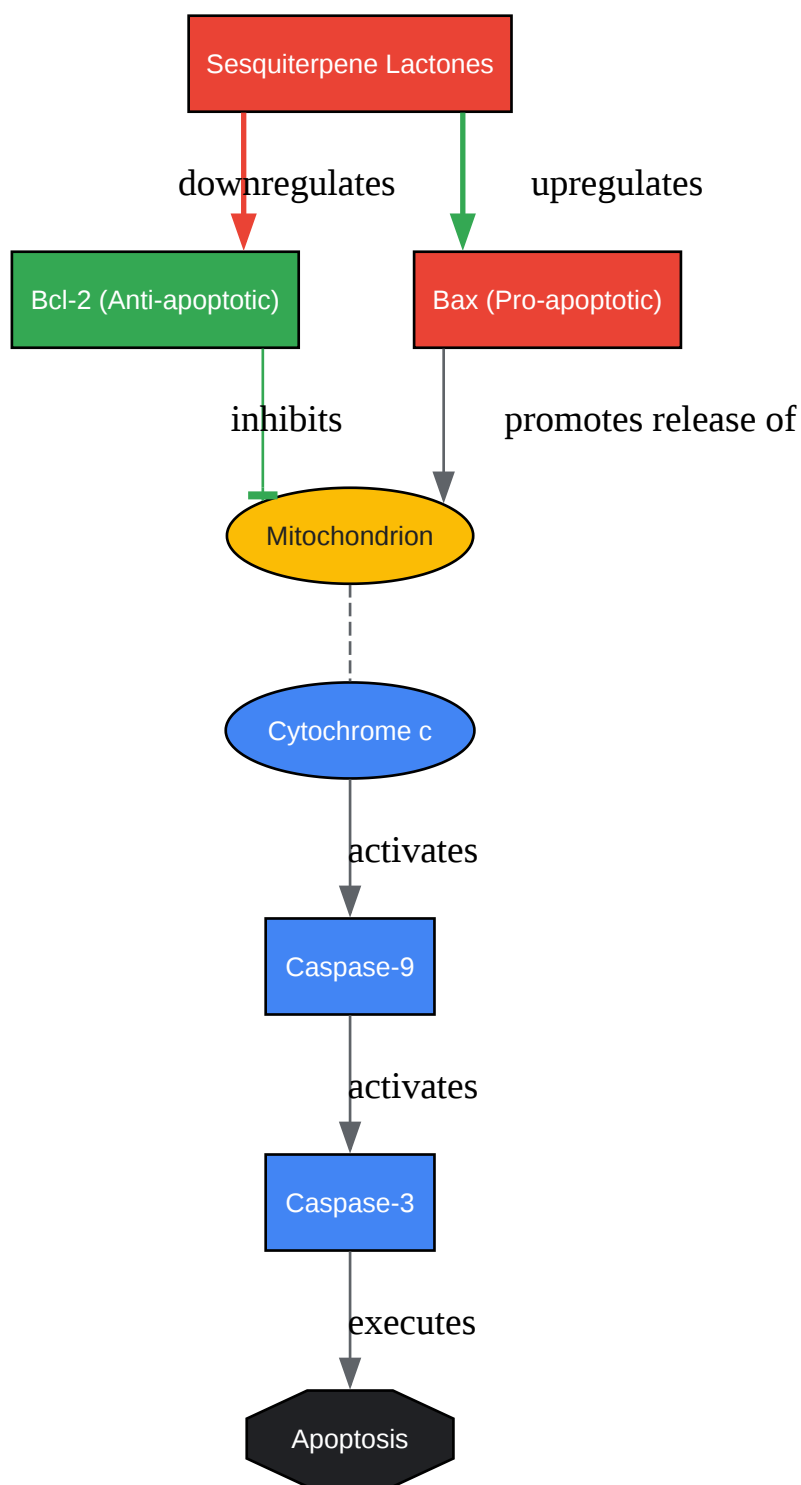 Sesquiterpene Lactones
downregulates
upregulates
Bcl-2 (Anti-apoptotic)
Bax (Pro-apoptotic)
inhibits
promotes release of
Mitochondrion
Cytochrome c
activates
Caspase-9
activates
Caspase-3
executes
Apoptosis